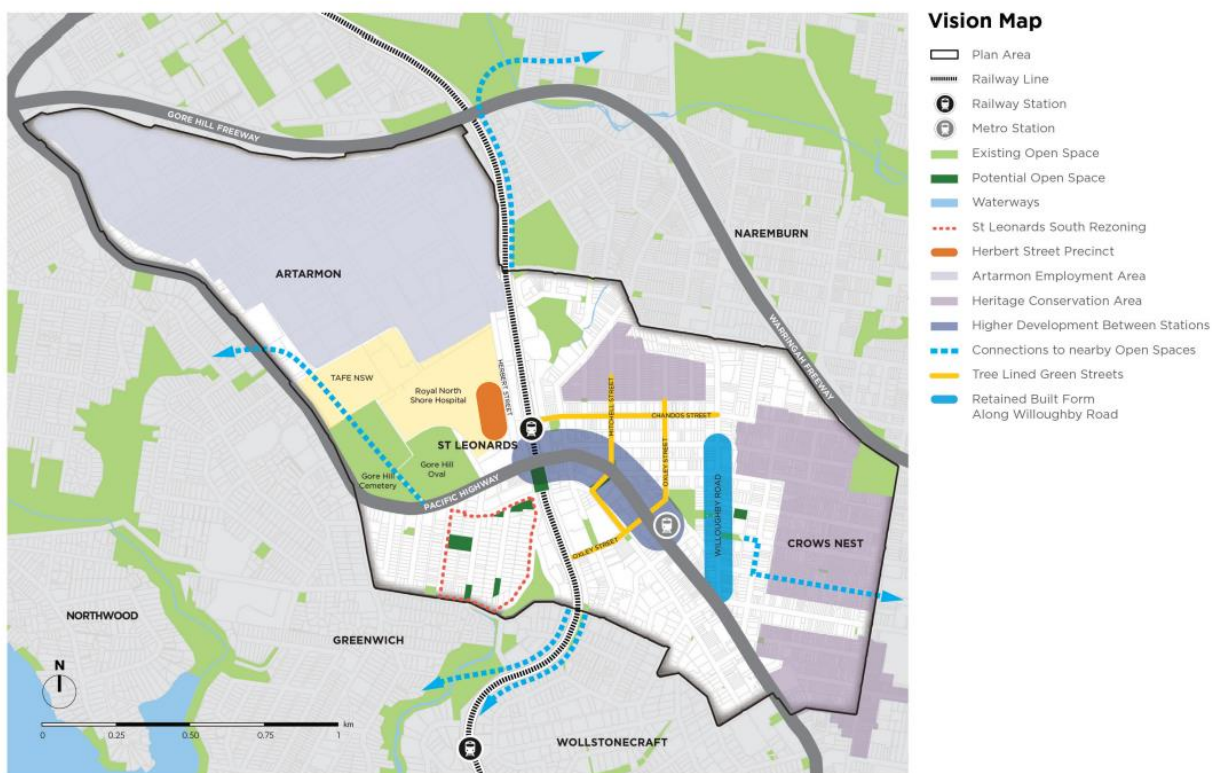 Vision Map
Plan Area
Railway Line
Railway Station
Metro Station
Existing Open Space
Potential Open Space
Waterways
St Leonards South Rezoning
Herbert Street Precinct
Artarmon Employment Area
Heritage Conservation Area
Higher Development Between Stations
Connections to nearby Open Spaces
Tree Lined Green Streets
Retained Built Form
Along Willoughby Road
GORE HILL FREEWAY
NAREMBURN
ARTARMON
WARRINGAH FREEWAY
HERBERT STREET
TAFE NSW
Royal North
Shore Hospital
MITCHELL STREET
CHANDOS STREET
ST LEONARDS
OXLEY STREET
Gore Hill
Oval
Gore Hill
Cemetery
PACIFIC HIGHWAY
WILLOUGHBY ROAD
CROWS NEST
OXLEY STREET
NORTHWOOD
GREENWICH
N
km
0
0.25
0.50
0.75
1
WOLLSTONECRAFT